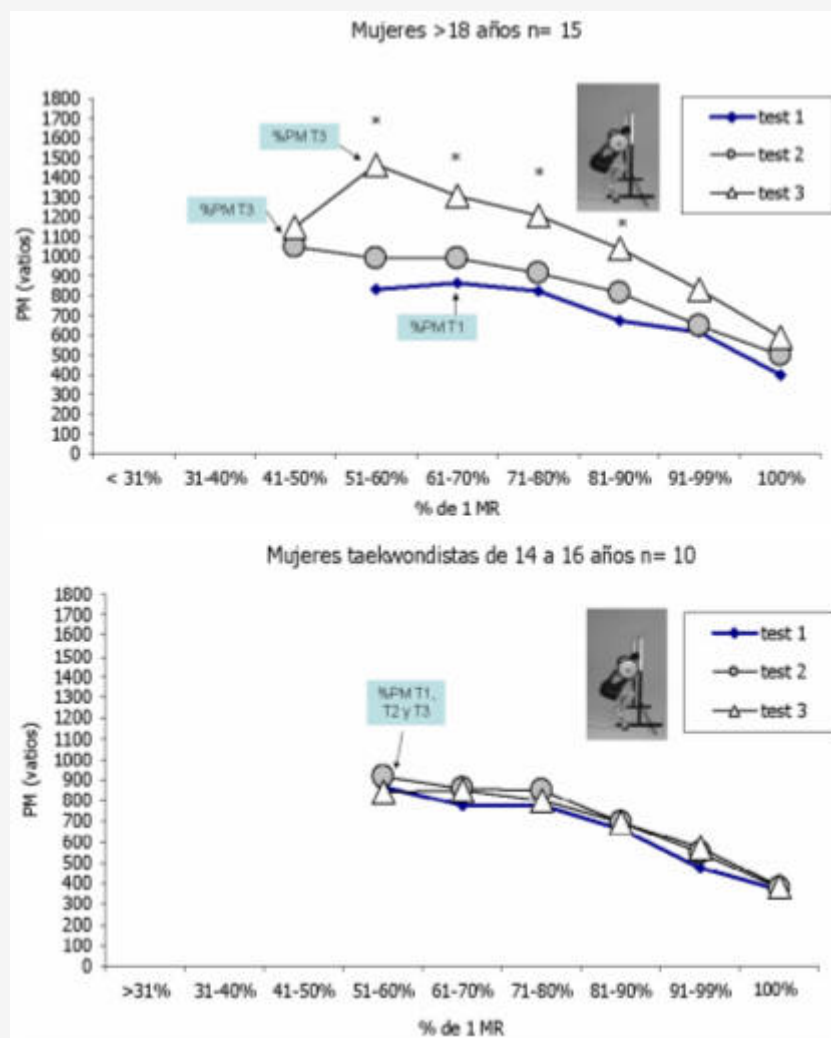 Mujeres >18 años n= 15
1800
1700
1600
1500
1400
1300
1200
1100
1000
900
800
700
600
500
400
300
200
100
0
PM (vatios)
%PM T3
%PM T3
%PM T1
*
*
*
*
test 1
test 2
test 3
< 31% 31-40% 41-50% 51-60% 61-70% 71-80% 81-90% 91-99% 100%
% de 1 MR
Mujeres taekwondistas de 14 a 16 años n= 10
1800
1700
1600
1500
1400
1300
1200
1100
1000
900
800
700
600
500
400
300
200
100
0
PM (vatios)
%PM T1,
T2 y T3
test 1
test 2
test 3
>31% 31-40% 41-50% 51-60% 61-70% 71-80% 81-90% 91-99% 100%
% de 1 MR